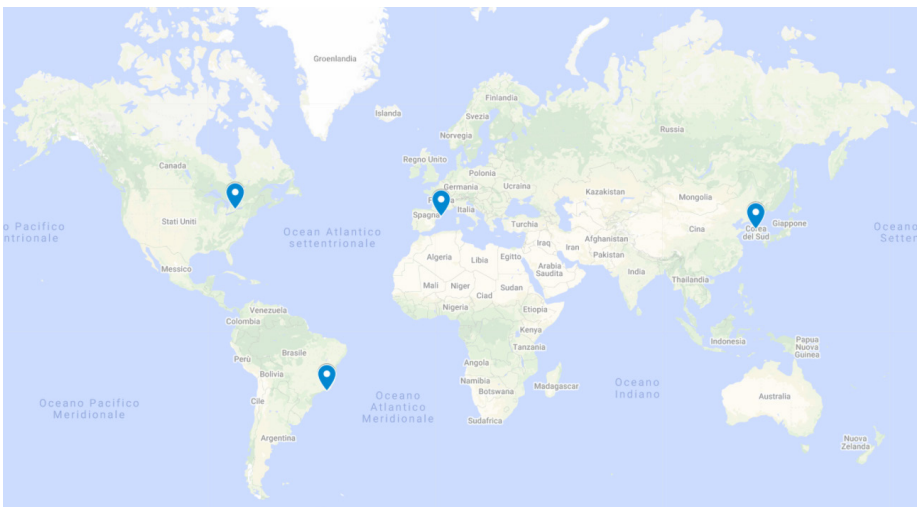 Groenlandia
Islanda
Finlandia
Svezia
Norvegia
Russia
Regno Unito
Polonia
Canada
Germania
Ucraina
Kazakistan
Mongolia
Spagna
Italia
Stati Uniti
Turchia
Cina
Corea
del Sud
Giappone
o Pacifico
ntrionale
Ocean Atlantico
settentrionale
Oceano
Setter
Iraq
Iran
Afghanistan
Pakistan
Algeria
Libia
Egitto
Arabia
Saudita
India
Messico
Mali
Niger
Ciad
Sudan
Thailandia
Venezuela
Colombia
Nigeria
Etiopia
Kenya
Tanzania
Indonesia
Papua
Nuova
Guinea
Perù
Brasile
Bolivia
Angola
Namibia
Botswana
Madagascar
Oceano
Indiano
Oceano Pacifico
Meridionale
Cile
Oceano
Atlantico
Meridionale
Australia
Sudafrica
Argentina
Nuova
Zelanda